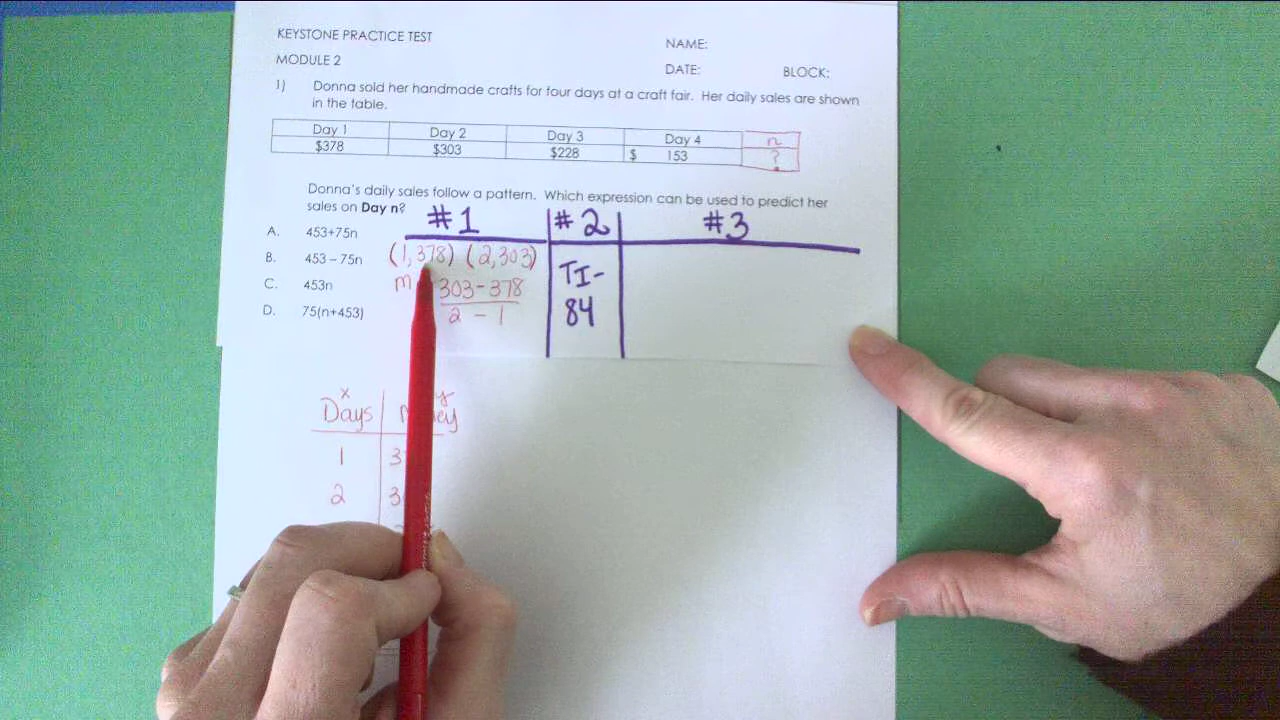 KEYSTONE PRACTICE TEST
NAME:
MODULE 2
DATE: BLOCK:
1) Donna sold her handmade crafts for four days at a craft fair. Her daily sales are shown
in the table.
Day 1 Day 2 Day 3 Day 4 n
$378 $303 $228 $ 153 ?
Donna's daily sales follow a pattern. Which expression can be used to predict her
sales on Day n?
#1 #2 #3
A. 453+75n
B. 453 – 75n
C. 453n
D. 75(n+453)
(1,378) (2,303)
m 303-378
2 - 1
TI-
84
x y
Days
1 3
2 3